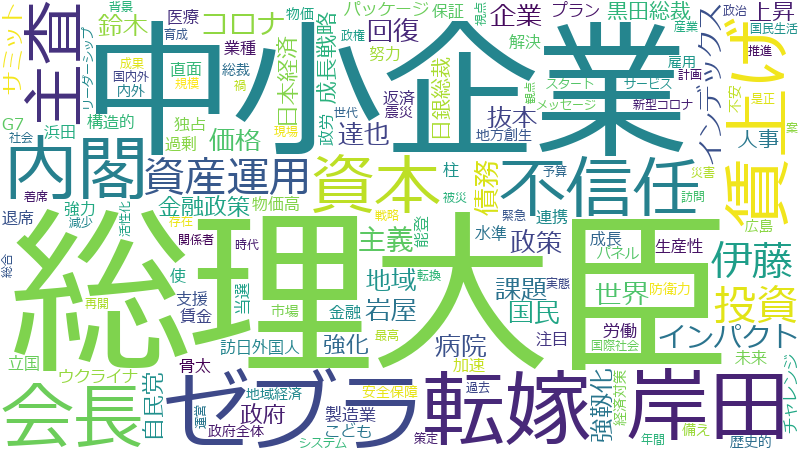 総理大臣
中小企業
岸田
賃上げ
ゼブラ
転嫁
不信任
内閣
資本
主査
会長
資産運用
伊藤
投資
インパクト
インデックス
コロナ
鈴木
医療
業種
物価
パッケージ
保証
視点
プラン
黒田総裁
政治
上昇
国民生活
産業
推進
背景
育成
リーダーシップ
サミット
G7
社会
浜田
成果
国内外
内外
規模
総裁
禍
政権
直面
構造的
独占
過剰
価格
現場
日本経済
成長戦略
政労
世代
努力
回復
返済
震災
達也
企業
日銀総裁
抜本
地方創生
解決
観点
スタート
メッセージ
雇用
サービス
計画
新型コロナ
不安
是正
案
人事
災害
訪問
広島
着席
退席
強力
減少
活性化
金融政策
物価高
存在
戦略
柱
被災
能登
債務
予算
緊急
連携
水準
政策
成長
パネル
生産性
防衛力
関係者
時代
主義
地域
転換
課題
実態
世界
国民
総合
再開
使
支援
賃金
当選
市場
金融
岩屋
最高
強化
訪日外国人
病院
注目
労働
国際社会
未来
立国
ウクライナ
骨太
加速
自民党
安全保障
過去
強靱化
経済対策
チャレンジ
地域経済
政府
政府全体
運営
製造業
こども
システム
策定
年間
備え
歴史的